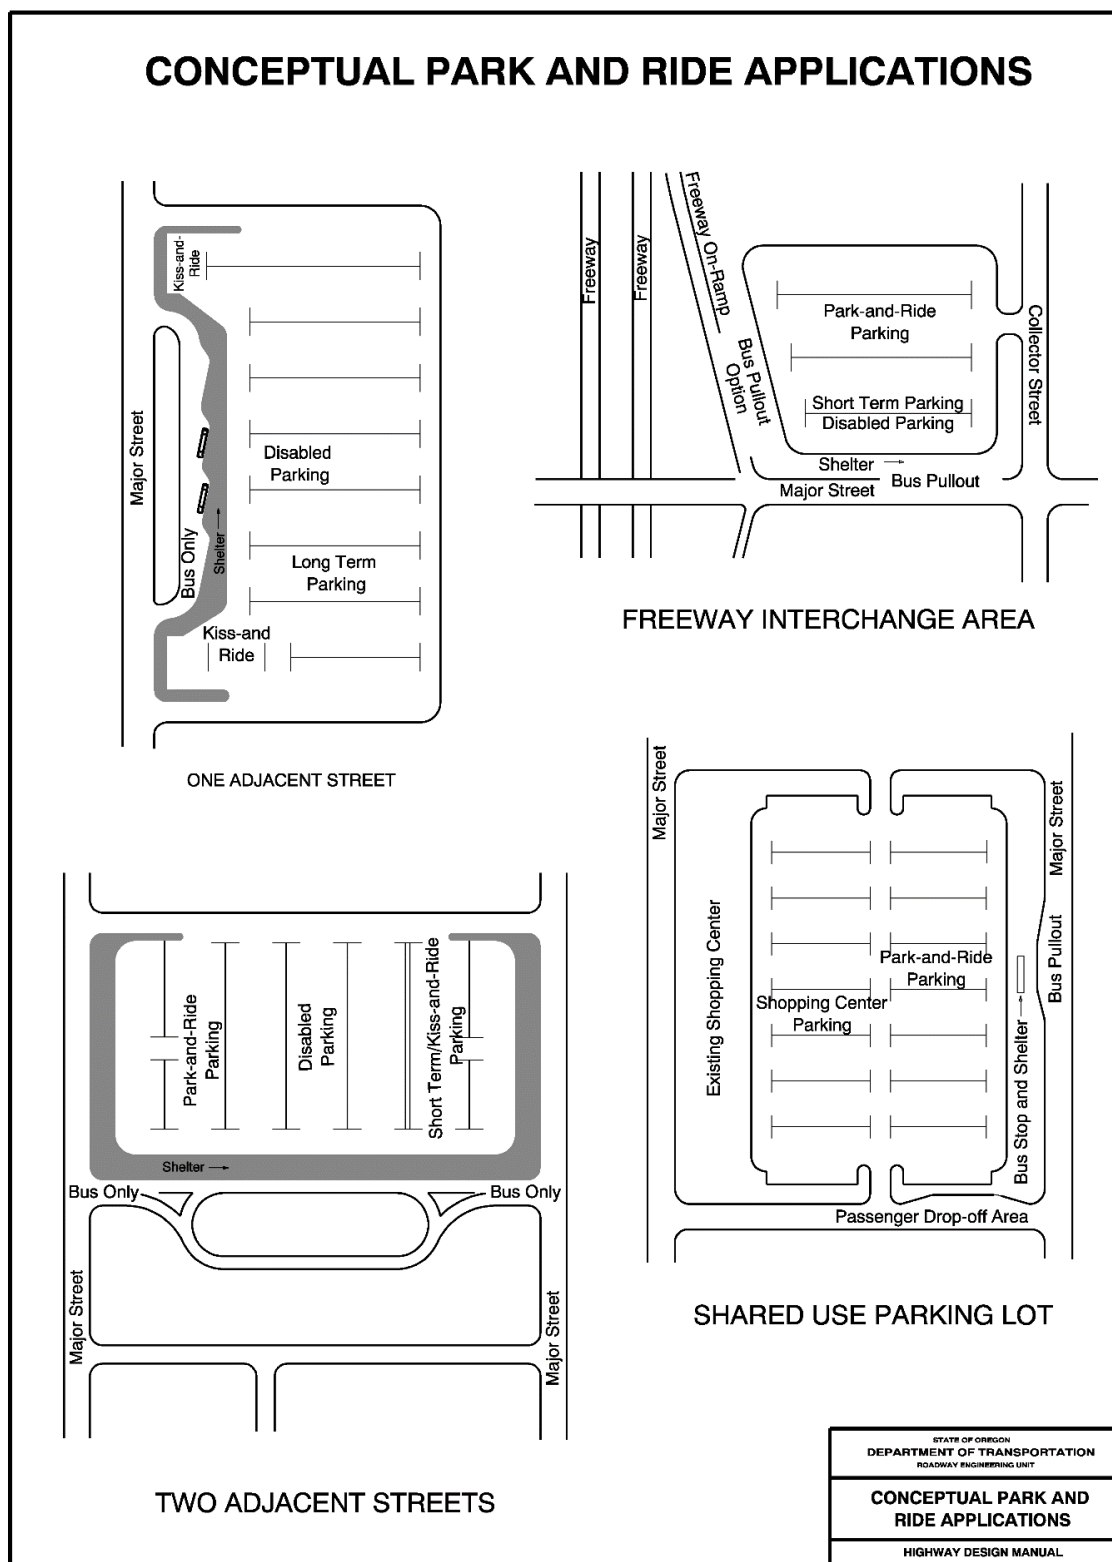 CONCEPTUAL PARK AND RIDE APPLICATIONS
Kiss-and-
Ride
Major Street
Bus Only
Shelter
Disabled
Parking
Long Term
Parking
Kiss-and
Ride
ONE ADJACENT STREET
Freeway
Freeway
Freeway On-Ramp
Bus Pullout
Option
Park-and-Ride
Parking
Short Term Parking
Disabled Parking
Shelter
Bus Pullout
Major Street
Collector Street
FREEWAY INTERCHANGE AREA
Park-and-Ride
Parking
Disabled
Parking
Short Term/Kiss-and-Ride
Parking
Shelter
Bus Only
Bus Only
Major Street
Major Street
TWO ADJACENT STREETS
Major Street
Major Street
Existing Shopping Center
Park-and-Ride
Parking
Shopping Center
Parking
Bus Stop and Shelter
Bus Pullout
Passenger Drop-off Area
SHARED USE PARKING LOT
STATE OF OREGON
DEPARTMENT OF TRANSPORTATION
ROADWAY ENGINEERING UNIT
CONCEPTUAL PARK AND
RIDE APPLICATIONS
HIGHWAY DESIGN MANUAL